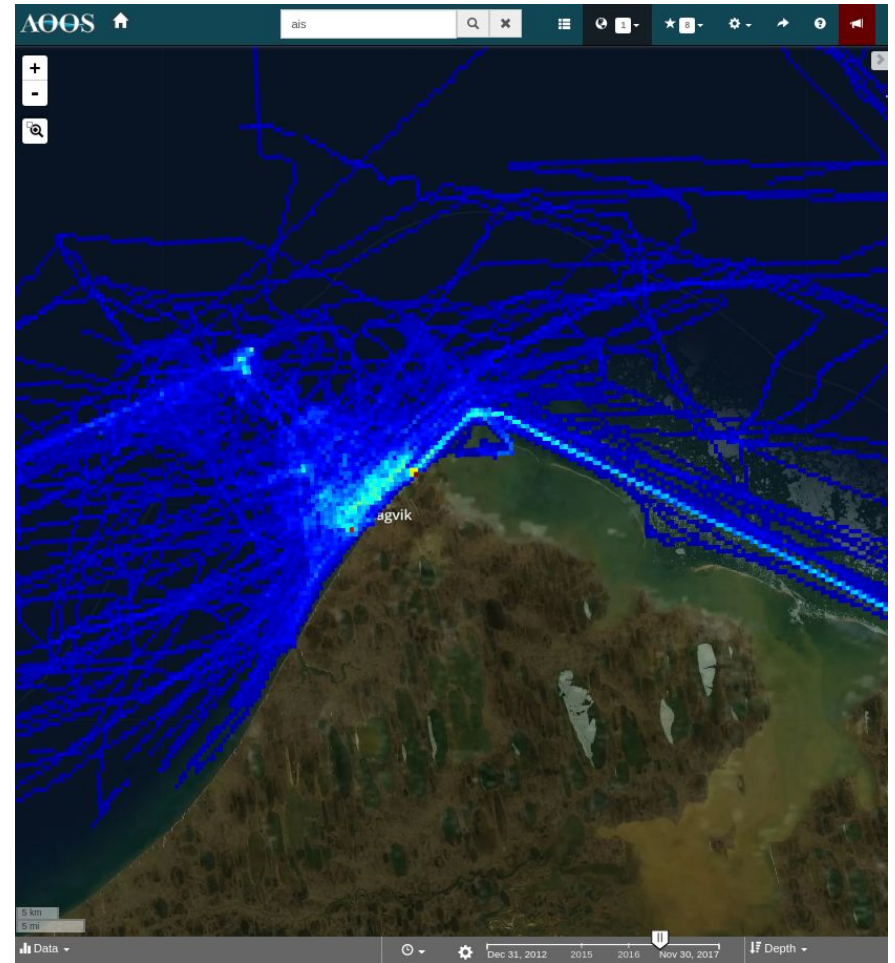 AOOS
ais
1
8
+
-
agvik
5 km
5 mi
Data
Dec 31, 2012 2015 2016 Nov 30, 2017
Depth